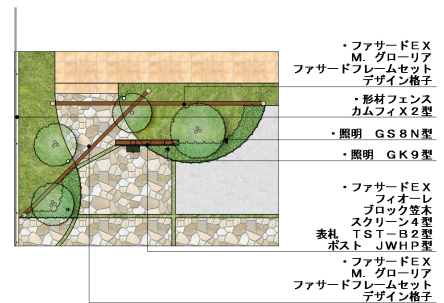 ・ファサードＥＸ
Ｍ．グローリア
ファサードフレームセット
デザイン格子
・形材フェンス
カムフィＸ２型
・照明　ＧＳ８Ｎ型
・照明　ＧＫ９型
・ファサードＥＸ
フィオーレ
ブロック笠木
スクリーン４型
表札　ＴＳＴ－Ｂ２型
ポスト　ＪＷＨＰ型
・ファサードＥＸ
Ｍ．グローリア
ファサードフレームセット
デザイン格子